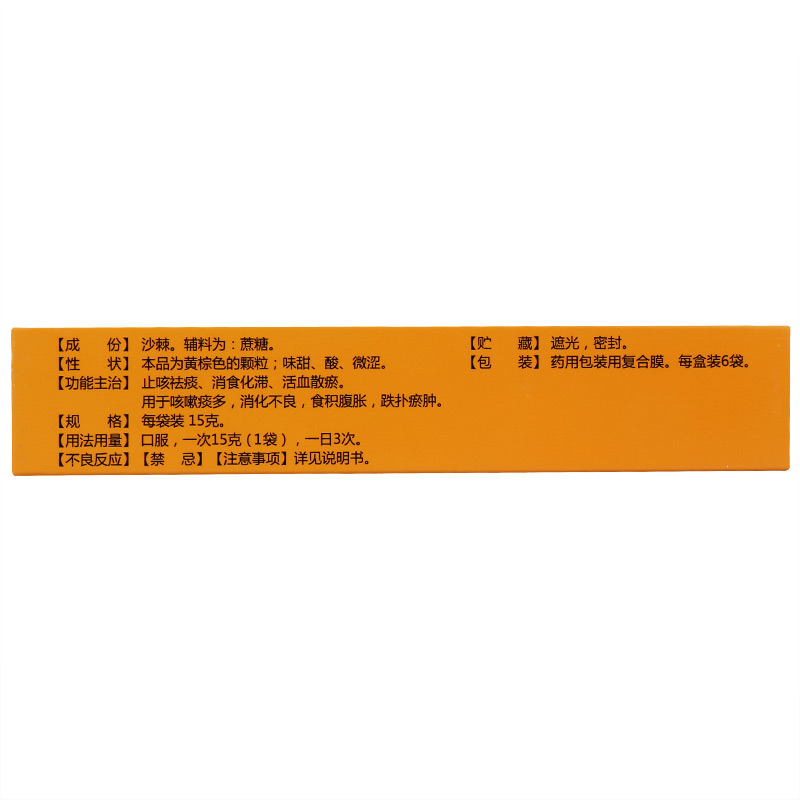 【成　份】沙棘。辅料为：蔗糖。
【性　状】本品为黄棕色的颗粒；味甜、酸、微涩。
【功能主治】止咳祛痰、消食化滞、活血散瘀。
用于咳嗽痰多，消化不良，食积腹胀，跌扑瘀肿。
【规　格】每袋装 15克。
【用法用量】口服，一次15克（1袋），一日3次。
【不良反应】【禁　忌】【注意事项】详见说明书。
【贮　藏】遮光，密封。
【包　装】药用包装用复合膜。每盒装6袋。